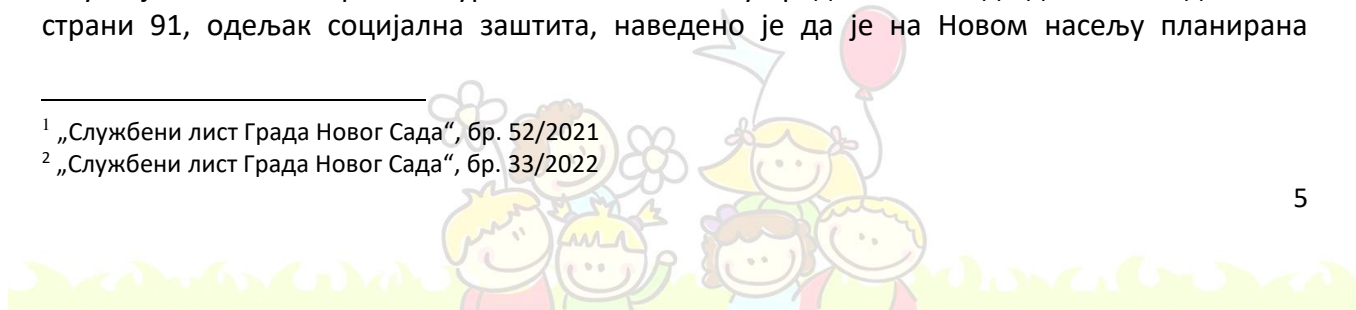 страни 91, одељак социјална заштита, наведено је да је на Новом насељу планирана
1 „Службени лист Града Новог Сада“, бр. 52/2021
2 „Службени лист Града Новог Сада“, бр. 33/2022
5